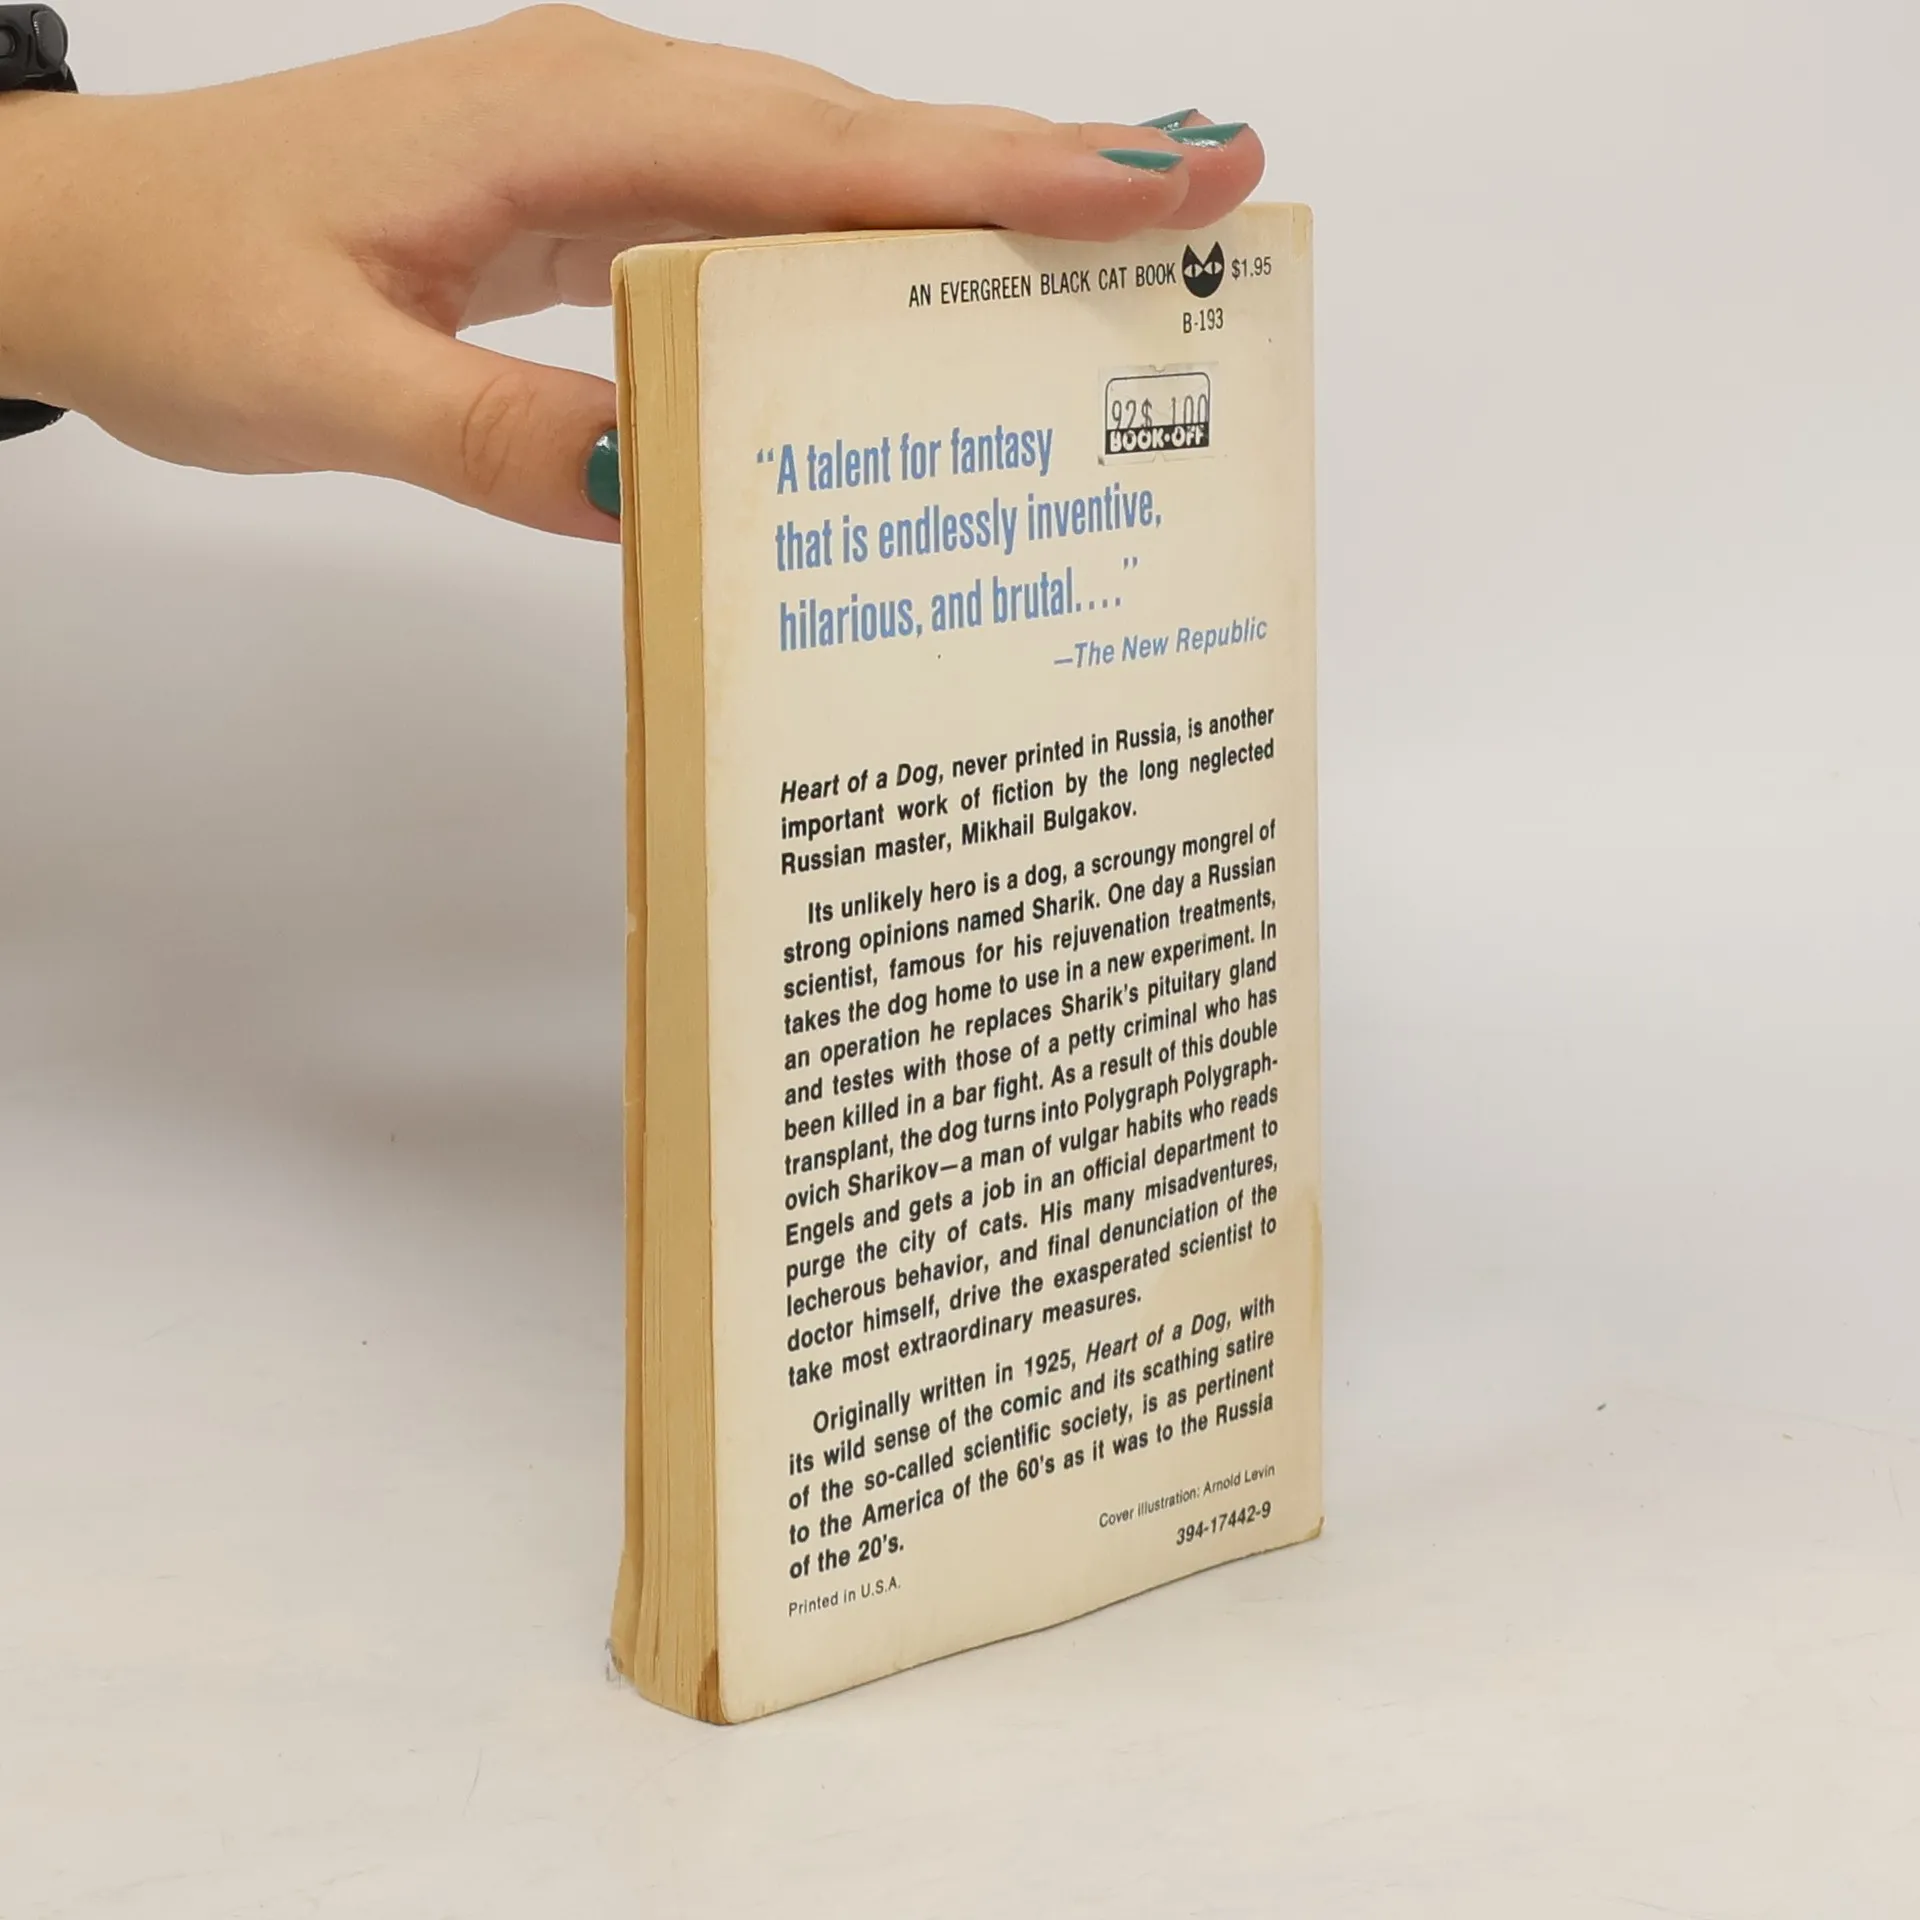 AN EVERGREEN BLACK CAT BOOK $1.95
B-193
92$ 100
BOOK•OFF
“A talent for fantasy
that is endlessly inventive,
hilarious, and brutal....”
—The New Republic
Heart of a Dog, never printed in Russia, is another
important work of fiction by the long neglected
Russian master, Mikhail Bulgakov.
Its unlikely hero is a dog, a scroungy mongrel of
strong opinions named Sharik. One day a Russian
scientist, famous for his rejuvenation treatments,
takes the dog home to use in a new experiment. In
an operation he replaces Sharik's pituitary gland
and testes with those of a petty criminal who has
been killed in a bar fight. As a result of this double
transplant, the dog turns into Polygraph Polygraph-
ovich Sharikov—a man of vulgar habits who reads
Engels and gets a job in an official department to
purge the city of cats. His many misadventures,
lecherous behavior, and final denunciation of the
doctor himself, drive the exasperated scientist to
take most extraordinary measures.
Originally written in 1925, Heart of a Dog, with
its wild sense of the comic and its scathing satire
of the so-called scientific society, is as pertinent
to the America of the 60's as it was to the Russia
of the 20's.
Cover illustration: Arnold Levin
394-17442-9
Printed in U.S.A.